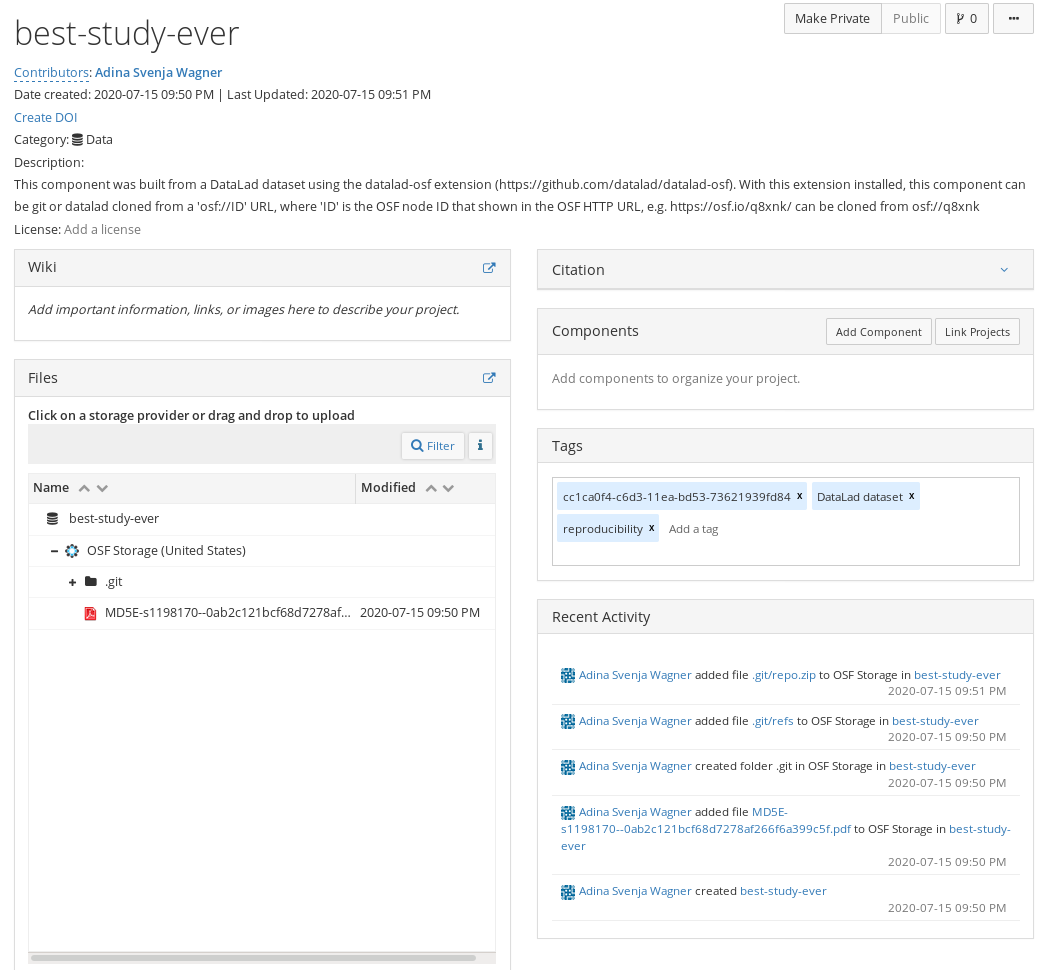 best-study-ever
Make Private Public 0
Contributors: Adina Svenja Wagner
Date created: 2020-07-15 09:50 PM | Last Updated: 2020-07-15 09:51 PM
Create DOI
Category: Data
Description:
This component was built from a DataLad dataset using the datalad-osf extension (https://github.com/datalad/datalad-osf). With this extension installed, this component can
be git or datalad cloned from a 'osf://ID' URL, where 'ID' is the OSF node ID that shown in the OSF HTTP URL, e.g. https://osf.io/q8xnk/ can be cloned from osf://q8xnk
License: Add a license
Wiki
Add important information, links, or images here to describe your project.
Files
Click on a storage provider or drag and drop to upload
Filter i
Name Modified
best-study-ever
OSF Storage (United States)
.git
MD5E-s1198170--0ab2c121bcf68d7278af... 2020-07-15 09:50 PM
Citation
Components Add Component Link Projects
Add components to organize your project.
Tags
cc1ca0f4-c6d3-11ea-bd53-73621939fd84 x DataLad dataset x
reproducibility x Add a tag
Recent Activity
Adina Svenja Wagner added file .git/repo.zip to OSF Storage in best-study-ever
2020-07-15 09:51 PM
Adina Svenja Wagner added file .git/refs to OSF Storage in best-study-ever
2020-07-15 09:50 PM
Adina Svenja Wagner created folder .git in OSF Storage in best-study-ever
2020-07-15 09:50 PM
Adina Svenja Wagner added file MD5E-
s1198170--0ab2c121bcf68d7278af266f6a399c5f.pdf to OSF Storage in best-study-
ever
2020-07-15 09:50 PM
Adina Svenja Wagner created best-study-ever
2020-07-15 09:50 PM